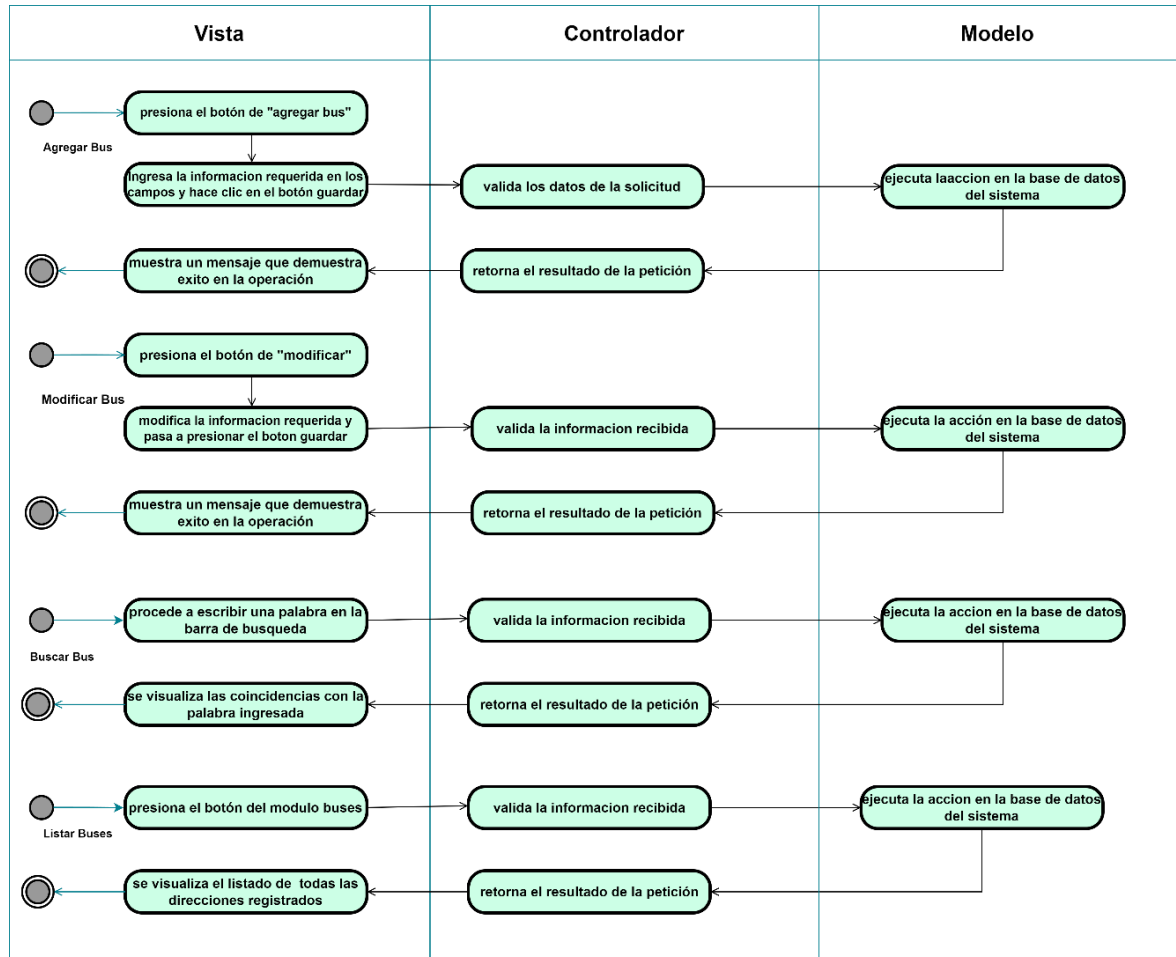 Vista
Controlador
Modelo
presiona el botón de "agregar bus"
Agregar Bus
Ingresa la informacion requerida en los
campos y hace clic en el botón guardar
valida los datos de la solicitud
ejecuta laaccion en la base de datos
del sistema
muestra un mensaje que demuestra
exito en la operación
retorna el resultado de la petición
presiona el botón de "modificar"
Modificar Bus
modifica la informacion requerida y
pasa a presionar el boton guardar
valida la informacion recibida
ejecuta la acción en la base de datos
del sistema
muestra un mensaje que demuestra
exito en la operación
retorna el resultado de la petición
procede a escribir una palabra en la
barra de busqueda
Buscar Bus
valida la informacion recibida
ejecuta la accion en la base de datos
del sistema
se visualiza las coincidencias con la
palabra ingresada
retorna el resultado de la petición
presiona el botón del modulo buses
Listar Buses
valida la informacion recibida
ejecuta la accion en la base de datos
del sistema
se visualiza el listado de todas las
direcciones registrados
retorna el resultado de la petición